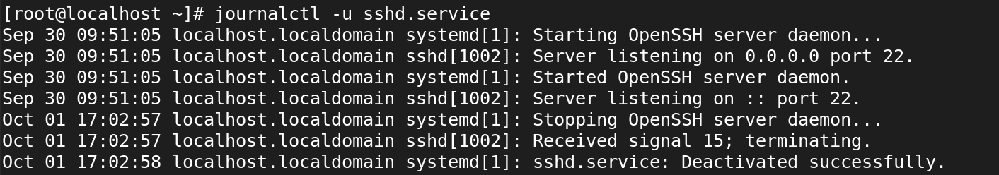 [root@localhost ~]# journalctl -u sshd.service
Sep 30 09:51:05 localhost.localdomain systemd[1]: Starting OpenSSH server daemon...
Sep 30 09:51:05 localhost.localdomain sshd[1002]: Server listening on 0.0.0.0 port 22.
Sep 30 09:51:05 localhost.localdomain systemd[1]: Started OpenSSH server daemon.
Sep 30 09:51:05 localhost.localdomain sshd[1002]: Server listening on :: port 22.
Oct 01 17:02:57 localhost.localdomain systemd[1]: Stopping OpenSSH server daemon...
Oct 01 17:02:57 localhost.localdomain sshd[1002]: Received signal 15; terminating.
Oct 01 17:02:58 localhost.localdomain systemd[1]: sshd.service: Deactivated successfully.